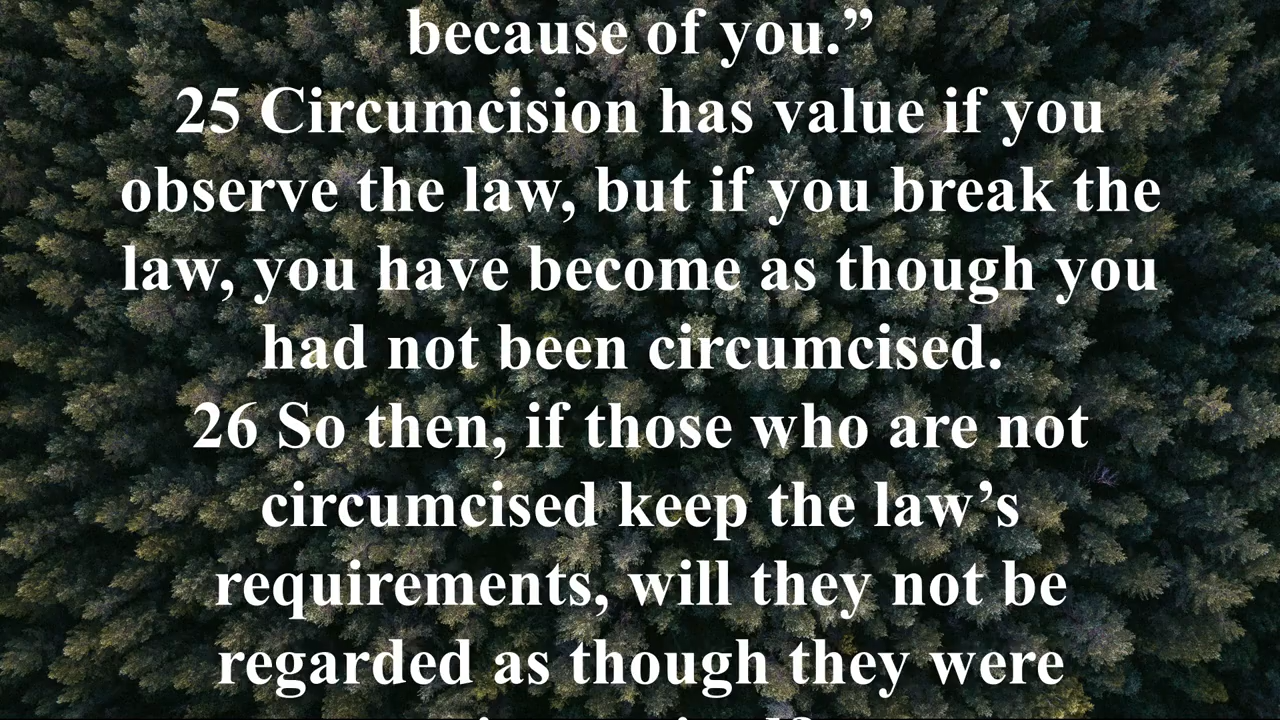 because of you.”
25 Circumcision has value if you
observe the law, but if you break the
law, you have become as though you
had not been circumcised.
26 So then, if those who are not
circumcised keep the law’s
requirements, will they not be
regarded as though they were